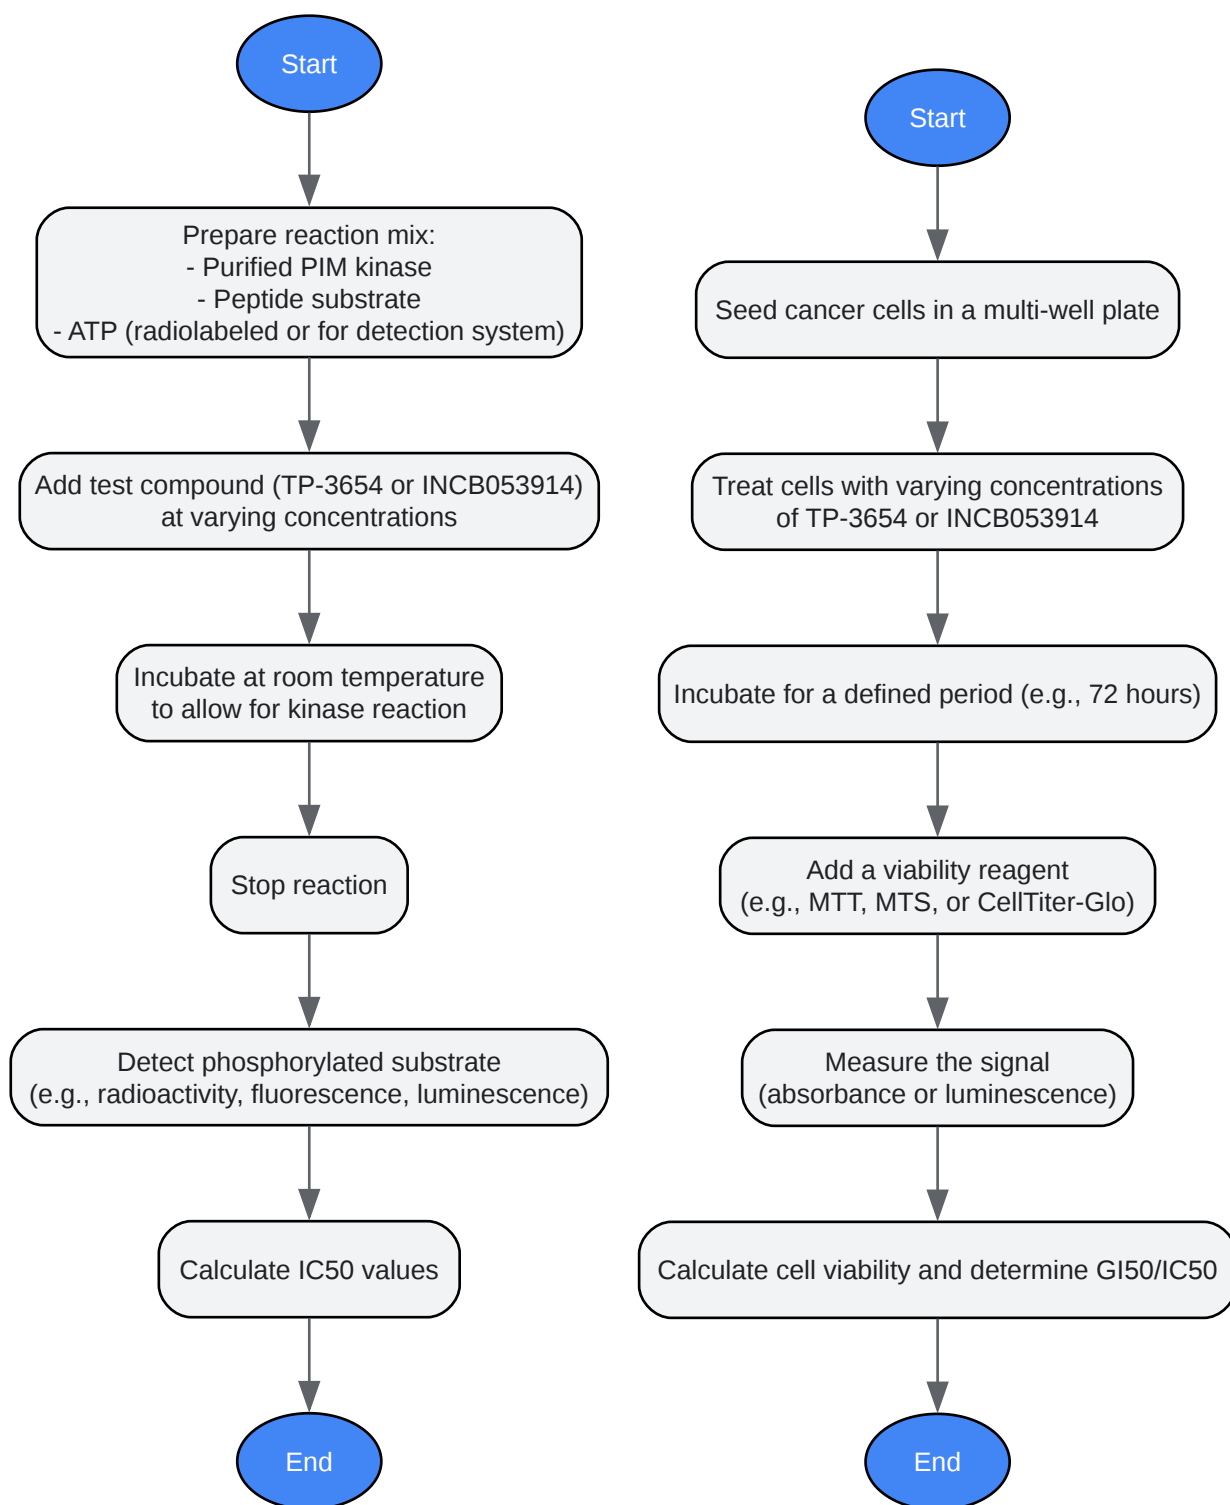 Start
Prepare reaction mix:
- Purified PIM kinase
- Peptide substrate
- ATP (radiolabeled or for detection system)
Add test compound (TP-3654 or INCB053914)
at varying concentrations
Incubate at room temperature
to allow for kinase reaction
Stop reaction
Detect phosphorylated substrate
(e.g., radioactivity, fluorescence, luminescence)
Calculate IC50 values
End
Start
Seed cancer cells in a multi-well plate
Treat cells with varying concentrations
of TP-3654 or INCB053914
Incubate for a defined period (e.g., 72 hours)
Add a viability reagent
(e.g., MTT, MTS, or CellTiter-Glo)
Measure the signal
(absorbance or luminescence)
Calculate cell viability and determine GI50/IC50
End